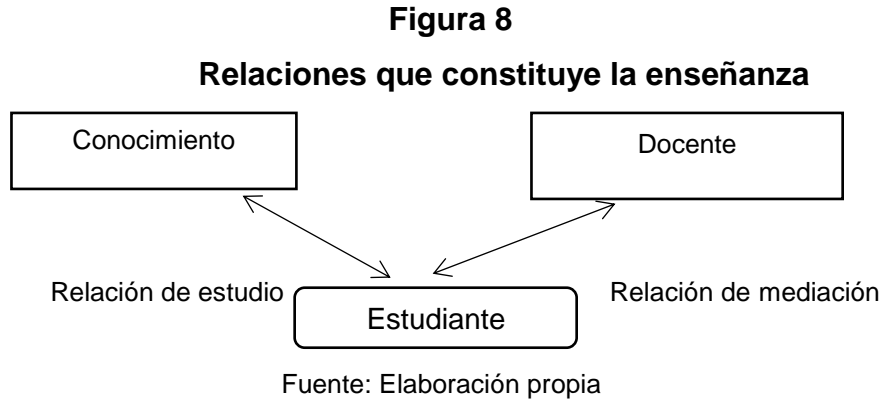 Figura 8
Relaciones que constituye la enseñanza
Conocimiento
Docente
Relación de estudio
Relación de mediación
Estudiante
Fuente: Elaboración propia